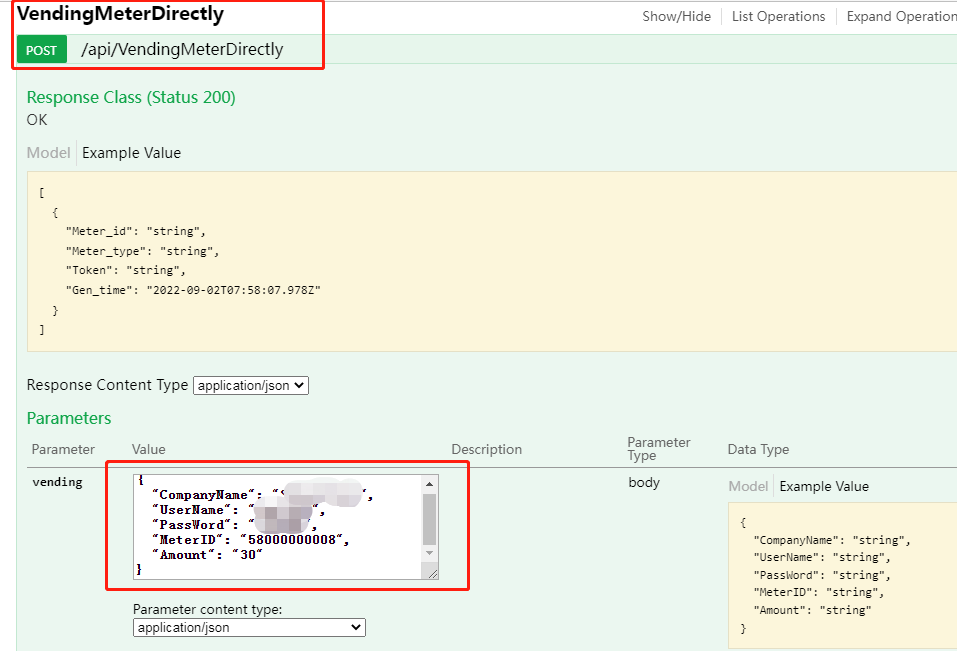 VendingMeterDirectly
Show/Hide
List Operations
Expand Operation
POST /api/VendingMeterDirectly
Response Class (Status 200)
OK
Model Example Value
[
{
"Meter_id": "string",
"Meter_type": "string",
"Token": "string",
"Gen_time": "2022-09-02T07:58:07.978Z"
}
]
Response Content Type application/json
Parameters
Parameter Value Description Parameter Type Data Type
vending
{
"CompanyName": "
",
"UserName": "
",
"PassWord": "
",
"MeterID": "58000000008",
"Amount": "30"
}
Parameter content type:
application/json
body
Model Example Value
{
"CompanyName": "string",
"UserName": "string",
"PassWord": "string",
"MeterID": "string",
"Amount": "string"
}